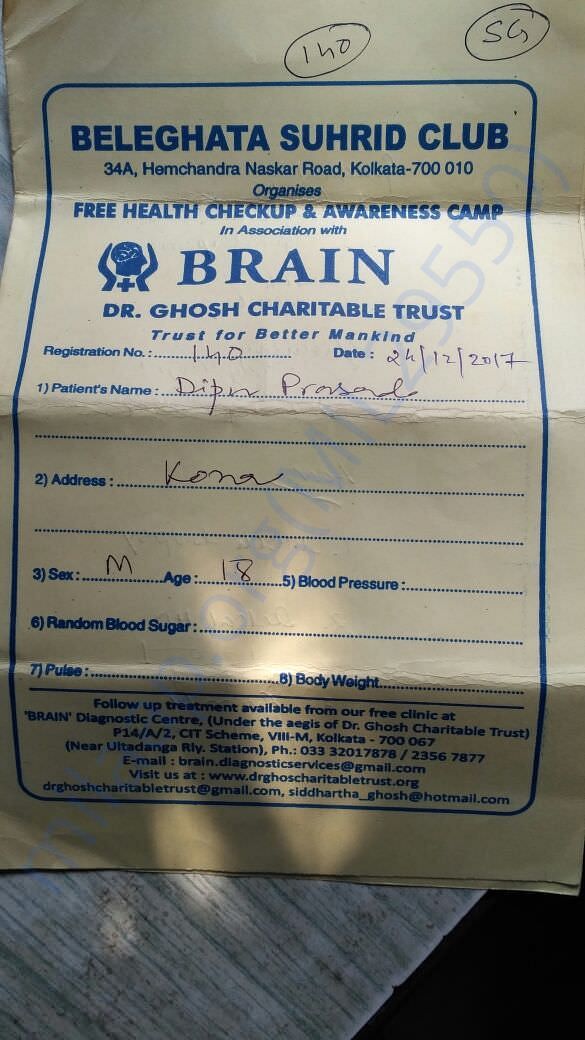 140 SG
BELEGHATA SUHRID CLUB
34A, Hemchandra Naskar Road, Kolkata-700 010
Organises
FREE HEALTH CHECKUP & AWARENESS CAMP
In Association with
BRAIN
DR. GHOSH CHARITABLE TRUST
Trust for Better Mankind
Registration No. : 140 Date : 24/12/2017
1) Patient's Name : Dipu Prasad
2) Address : Kona
3) Sex : M Age : 18 5) Blood Pressure :
6) Random Blood Sugar :
7) Pulse : 8) Body Weight
Follow up treatment available from our free clinic at
'BRAIN' Diagnostic Centre, (Under the aegis of Dr. Ghosh Charitable Trust)
P14/A/2, CIT Scheme, VIII-M, Kolkata - 700 067
(Near Ultadanga Rly. Station), Ph.: 033 32017878 / 2356 7877
E-mail : brain.diagnosticservices@gmail.com
Visit us at : www.drghoshcharitabletrust.org
drghoshcharitabletrust@gmail.com, siddhartha_ghosh@hotmail.com